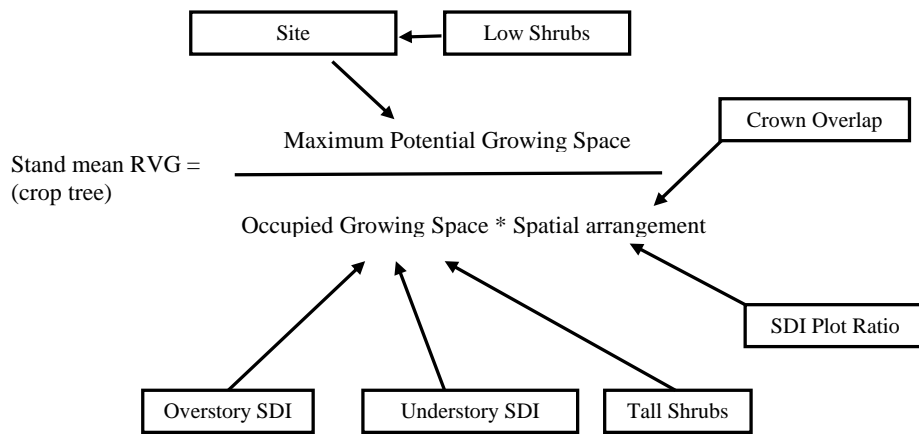 Site
Low Shrubs
Crown Overlap
Maximum Potential Growing Space
Stand mean RVG =
(crop tree)
Occupied Growing Space * Spatial arrangement
SDI Plot Ratio
Overstory SDI
Understory SDI
Tall Shrubs